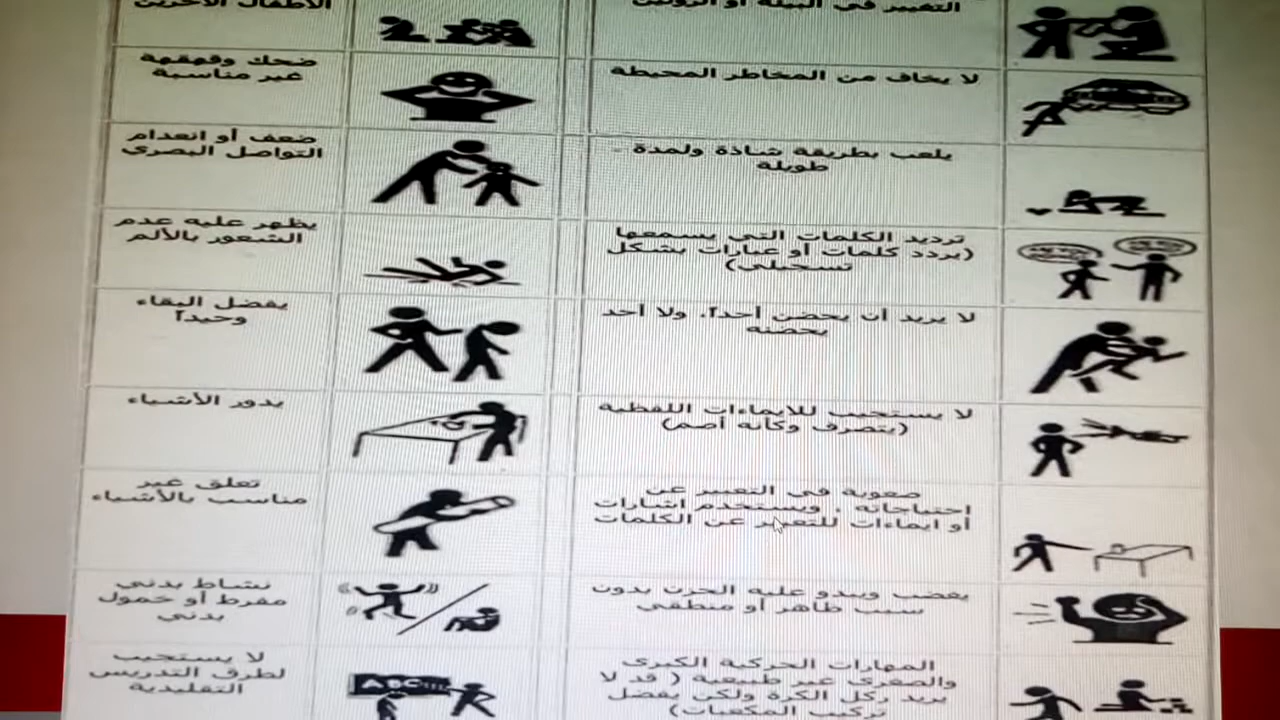 التغيير في البيئة أو الروتين
الأطفال الآخرين
لا يخاف من المخاطر المحيطة
ضحك وقهقهة
غير مناسبة
يلعب بطريقة شاذة ولمدة
طويلة
ضعف أو انعدام
التواصل البصري
ترديد الكلمات التي يسمعها
(يردد كلمات أو عبارات بشكل
تسجيلي)
يظهر عليه عدم
الشعور بالألم
لا يريد أن يحضن أحداً، ولا أحد
يحضنه
يفضل البقاء
وحيداً
لا يستجيب للايماءات اللفظية
(يتصرف وكأنه أصم)
يدور الأشياء
صعوبة في التعبير عن
احتياجاته ، ويستخدم اشارات
أو ايماءات للتعبير عن الكلمات
تعلق غير
مناسب بالأشياء
يغضب ويبدو عليه الحزن بدون
سبب ظاهر أو منطقي
نشاط بدني
مفرط أو خمول
بدني
المهارات الحركية الكبرى
والصغرى غير طبيعية ( قد لا
يريد ركل الكرة ولكن يفضل
تركيب المكعبات)
لا يستجيب
لطرق التدريس
التقليدية
ABC